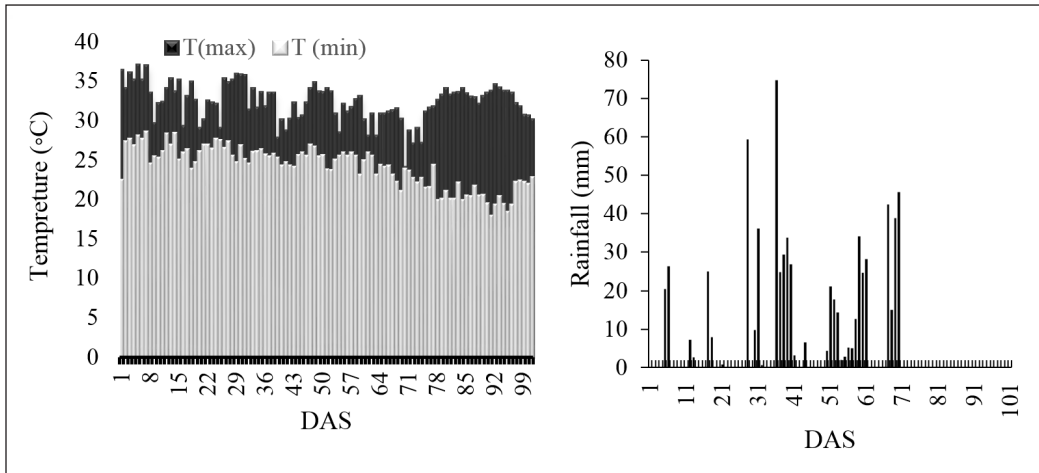 40
35
30
25
20
15
10
5
0
Tempreture (∘C)
T(max) T (min)
1 8 15 22 29 36 43 50 57 64 71 78 85 92 99
DAS
80
70
60
50
40
30
20
10
0
Rainfall (mm)
1 11 21 31 41 51 61 71 81 91 101
DAS